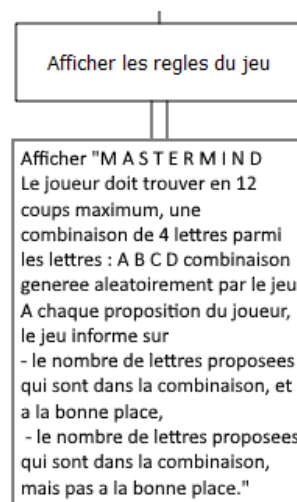 Afficher les regles du jeu
Afficher "M A S T E R M I N D
Le joueur doit trouver en 12
coups maximum, une
combinaison de 4 lettres parmi
les lettres : A B C D combinaison
generee aleatoirement par le jeu
A chaque proposition du joueur,
le jeu informe sur
- le nombre de lettres proposees
qui sont dans la combinaison, et
a la bonne place,
- le nombre de lettres proposees
qui sont dans la combinaison,
mais pas a la bonne place."